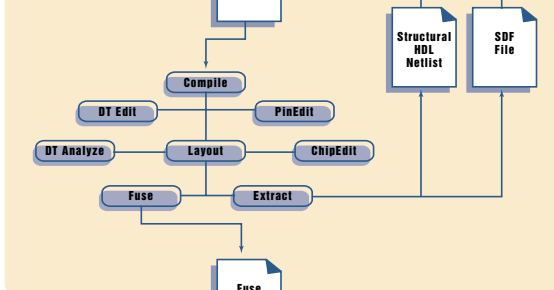 Structural
HDL
Netlist
SDF
File
Compile
DT Edit
PinEdit
DT Analyze
Layout
ChipEdit
Fuse
Extract
Fuse